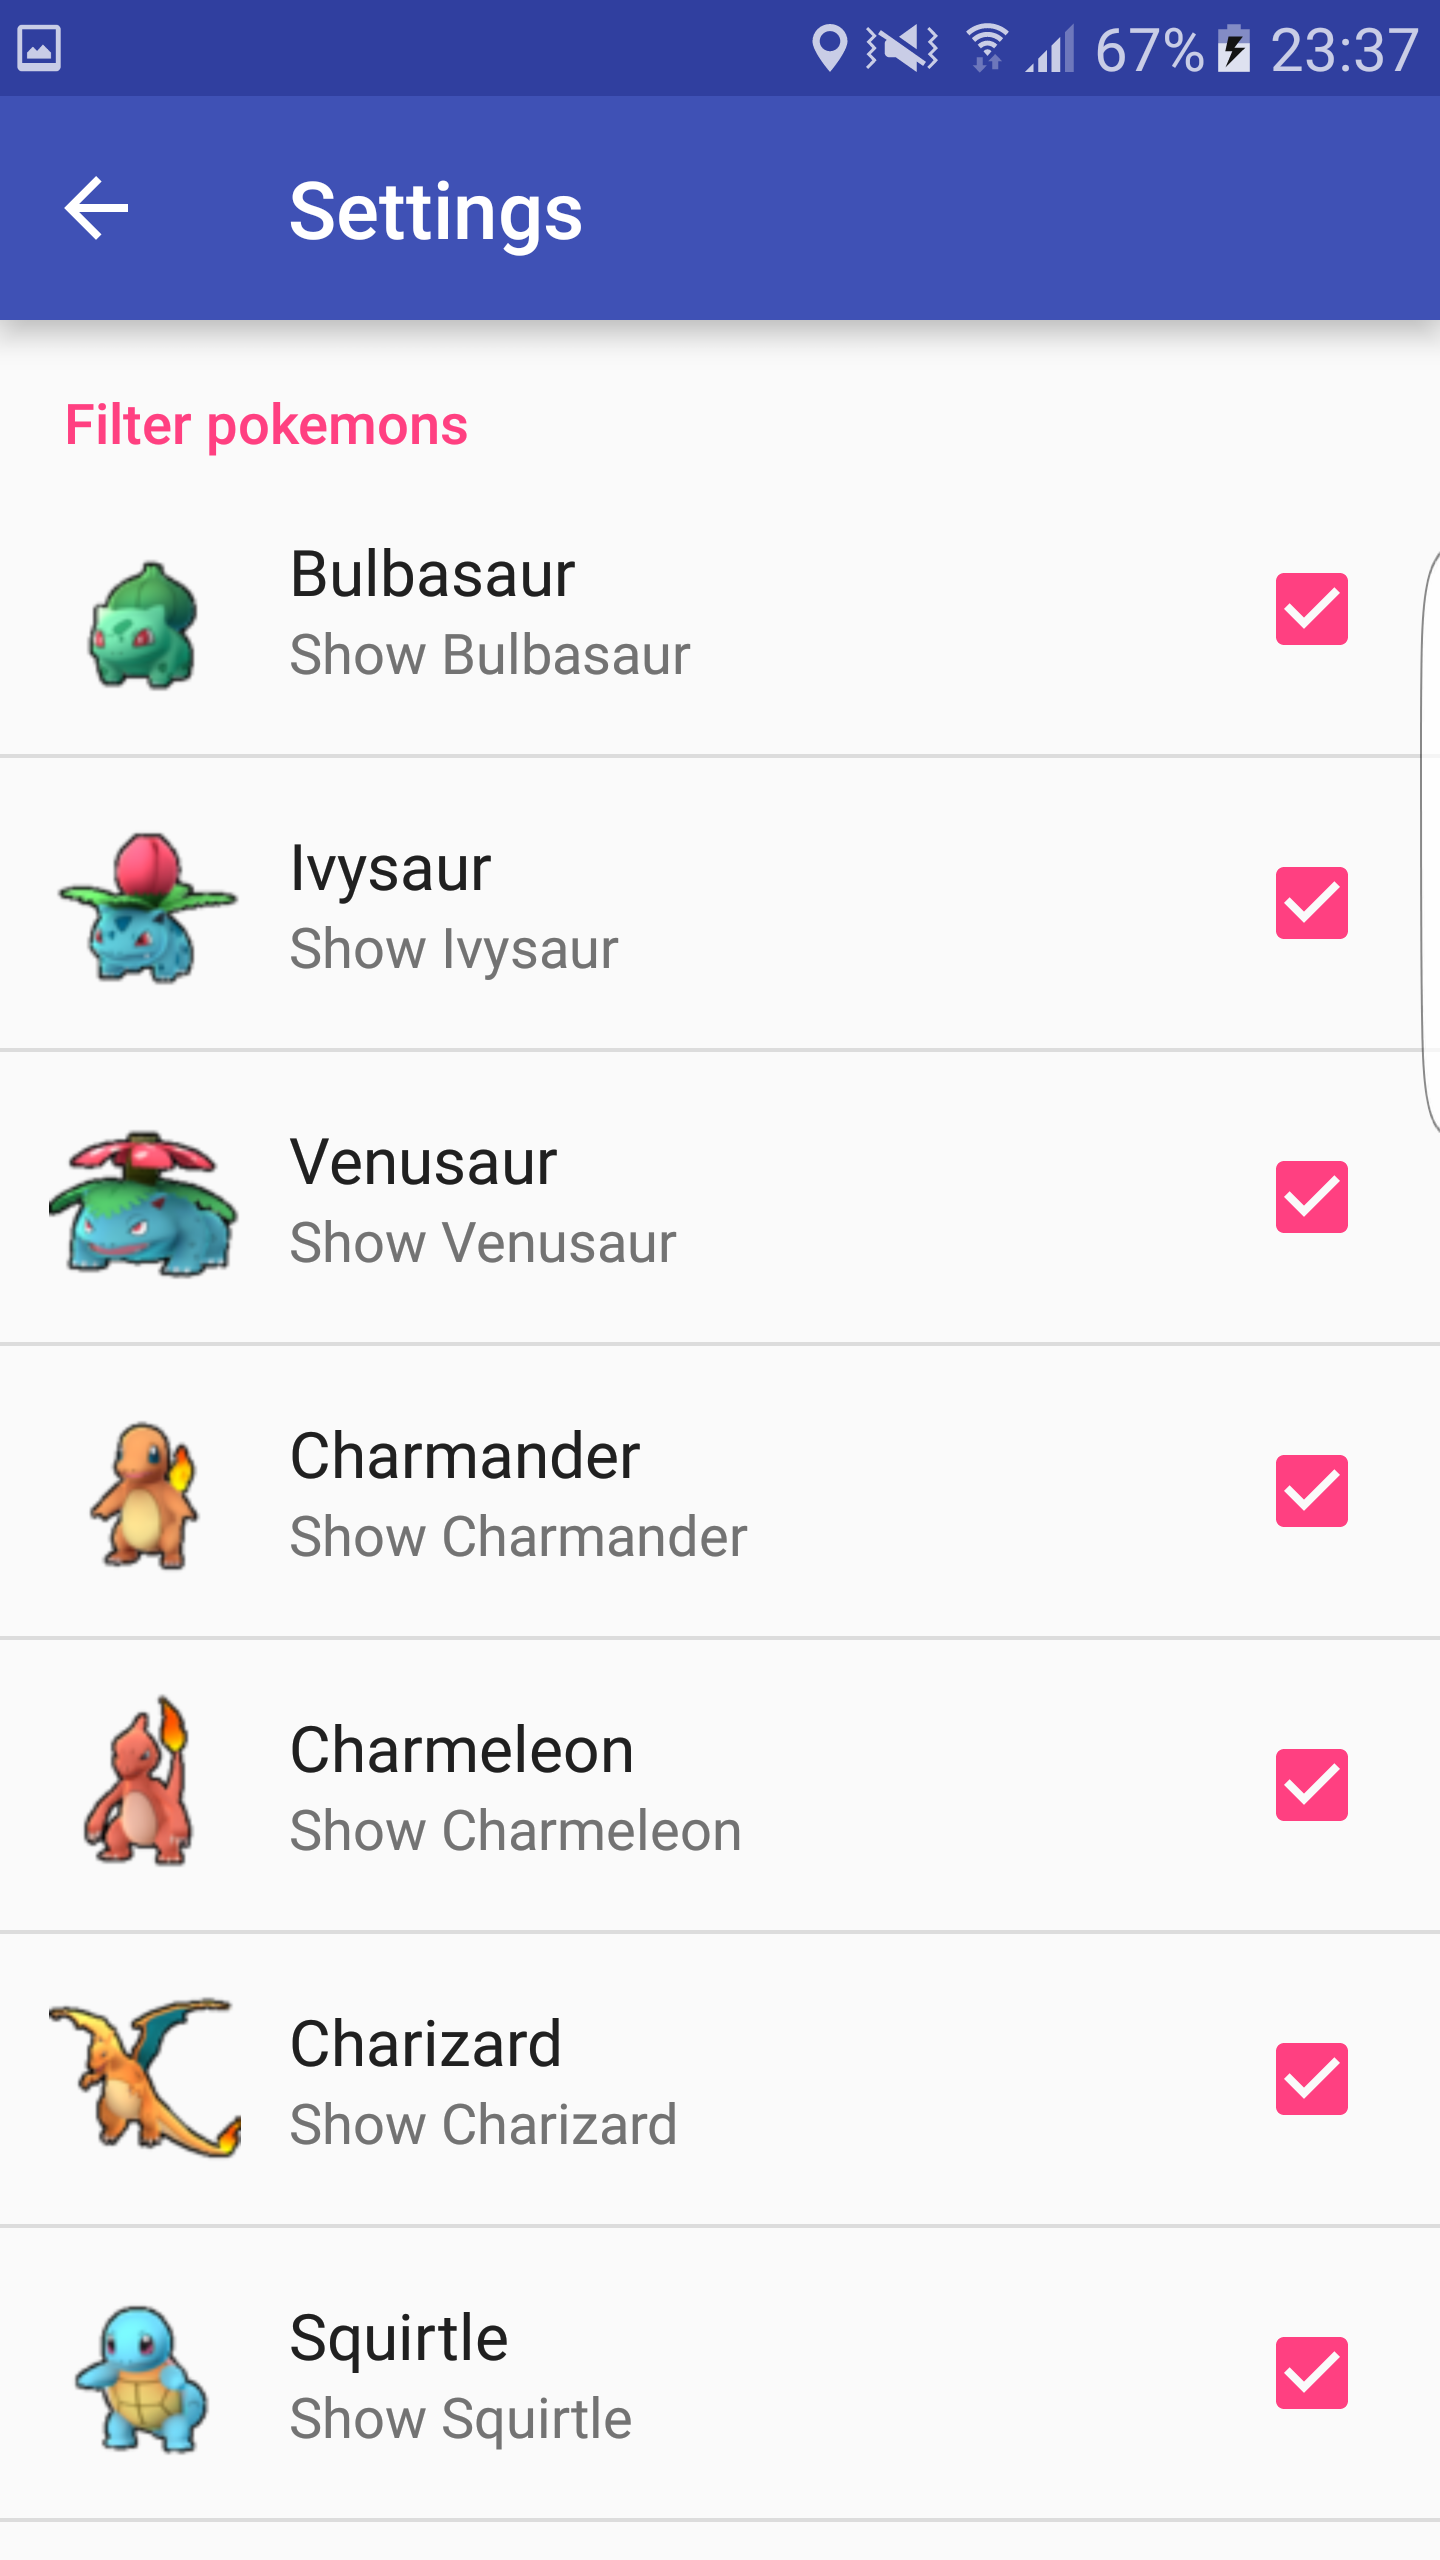 67% 23:37
Settings
Filter pokemons
Bulbasaur
Show Bulbasaur
Ivysaur
Show Ivysaur
Venusaur
Show Venusaur
Charmander
Show Charmander
Charmeleon
Show Charmeleon
Charizard
Show Charizard
Squirtle
Show Squirtle